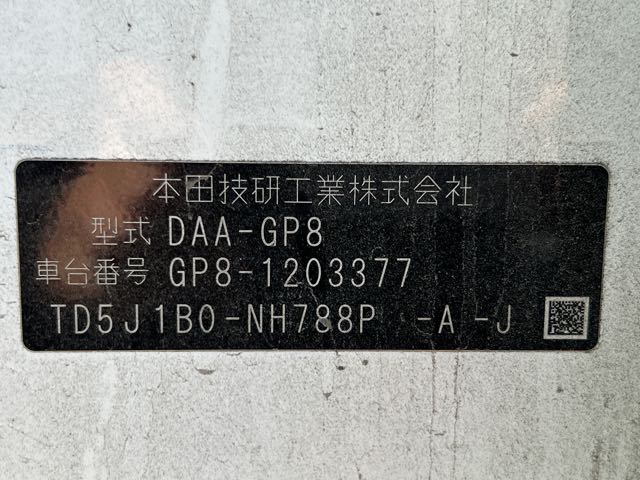 本田技研工業株式会社
型式 DAA-GP8
車台番号 GP8-1203377
TD5J1B0-NH788P -A -J